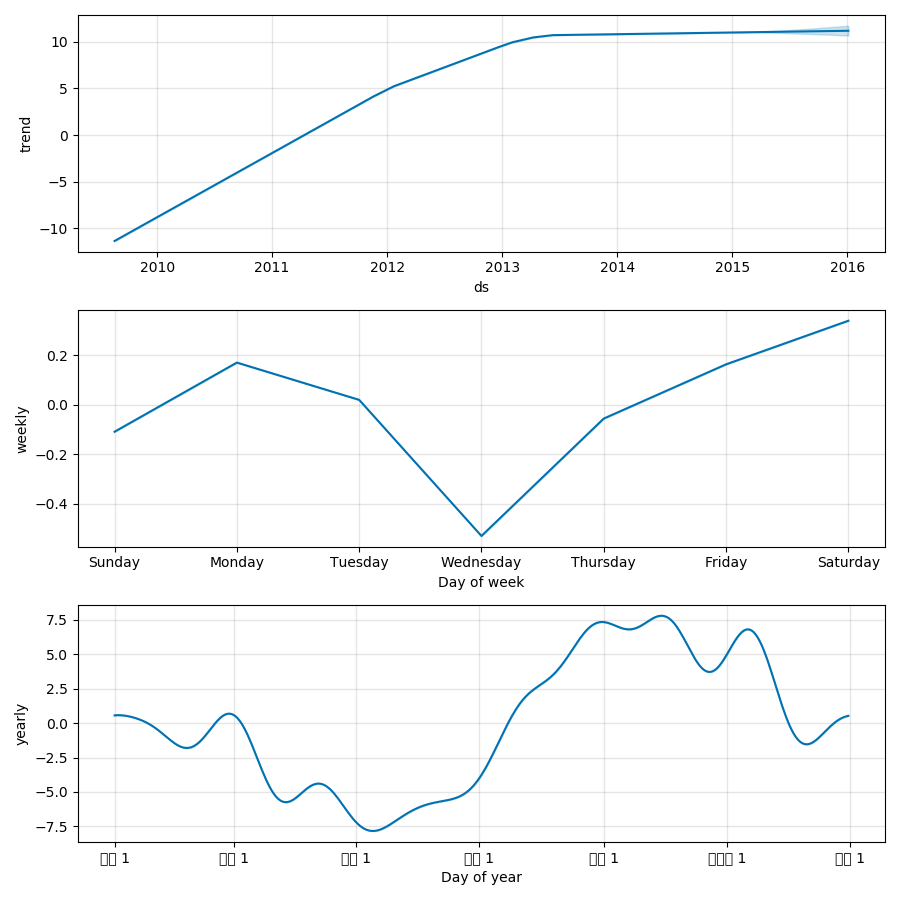 10
5
0
−5
−10
trend
2010 2011 2012 2013 2014 2015 2016
ds
0.2
0.0
−0.2
−0.4
weekly
Sunday Monday Tuesday Wednesday Thursday Friday Saturday
Day of week
7.5
5.0
2.5
0.0
−2.5
−5.0
−7.5
yearly
1 1 1 1 1 1 1
Day of year